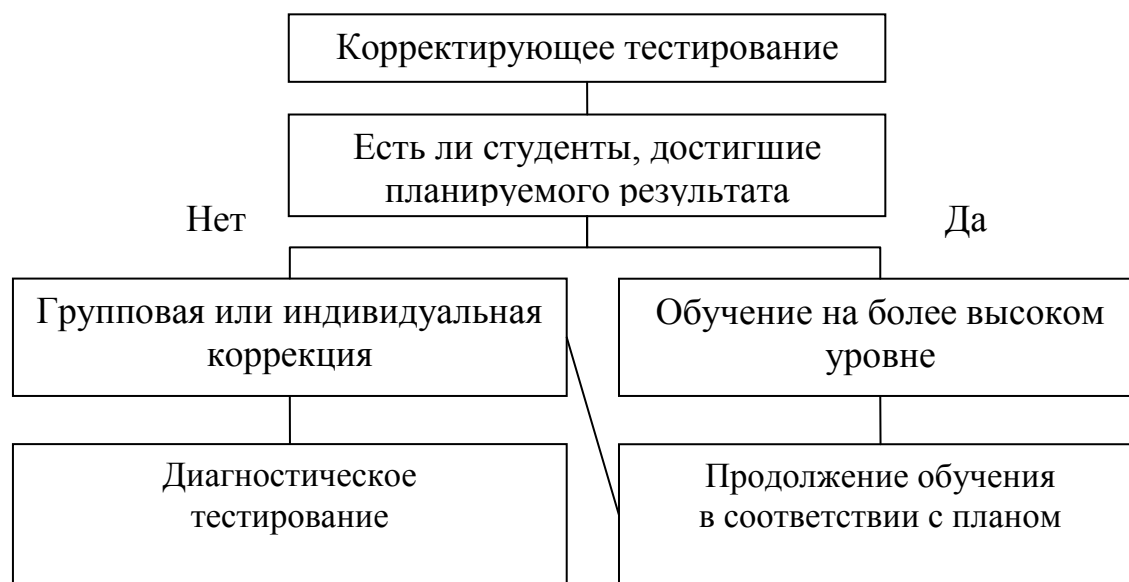 Корректирующее тестирование
Есть ли студенты, достигшие
планируемого результата
Нет
Да
Групповая или индивидуальная
коррекция
Обучение на более высоком
уровне
Диагностическое
тестирование
Продолжение обучения
в соответствии с планом